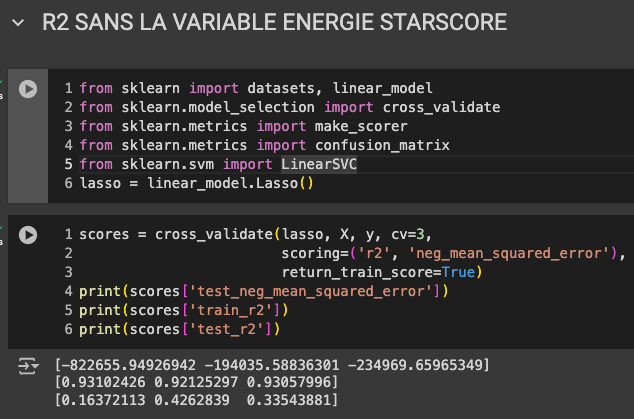 R2 SANS LA VARIABLE ENERGIE STARSCORE
1 from sklearn import datasets, linear_model
2 from sklearn.model_selection import cross_validate
3 from sklearn.metrics import make_scorer
4 from sklearn.metrics import confusion_matrix
5 from sklearn.svm import LinearSVC
6 lasso = linear_model.Lasso()
1 scores = cross_validate(lasso, X, y, cv=3,
2                         scoring=('r2', 'neg_mean_squared_error'),
3                         return_train_score=True)
4 print(scores['test_neg_mean_squared_error'])
5 print(scores['train_r2'])
6 print(scores['test_r2'])
[-822655.94926942 -194035.58836301 -234969.65965349]
[0.93102426 0.92125297 0.93057996]
[0.16372113 0.4262839  0.33543881]